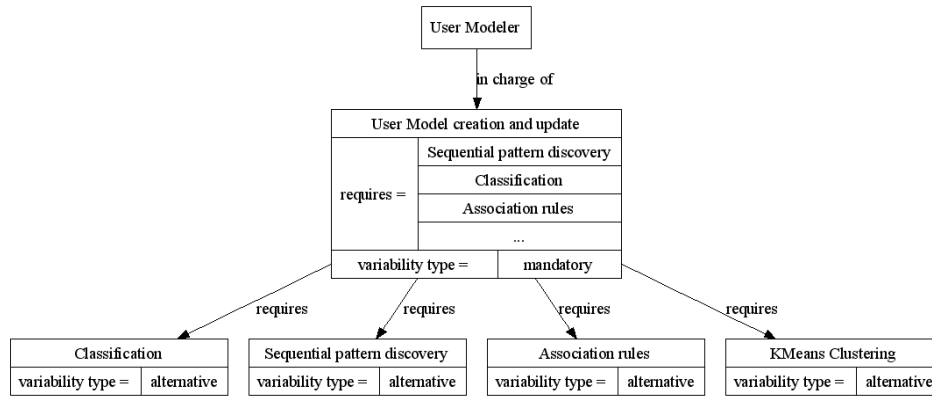 User Modeler
in charge of
User Model creation and update
requires =
Sequential pattern discovery
Classification
Association rules
...
variability type = mandatory
requires requires requires requires
Classification Sequential pattern discovery Association rules KMeans Clustering
variability type = alternative variability type = alternative variability type = alternative variability type = alternative